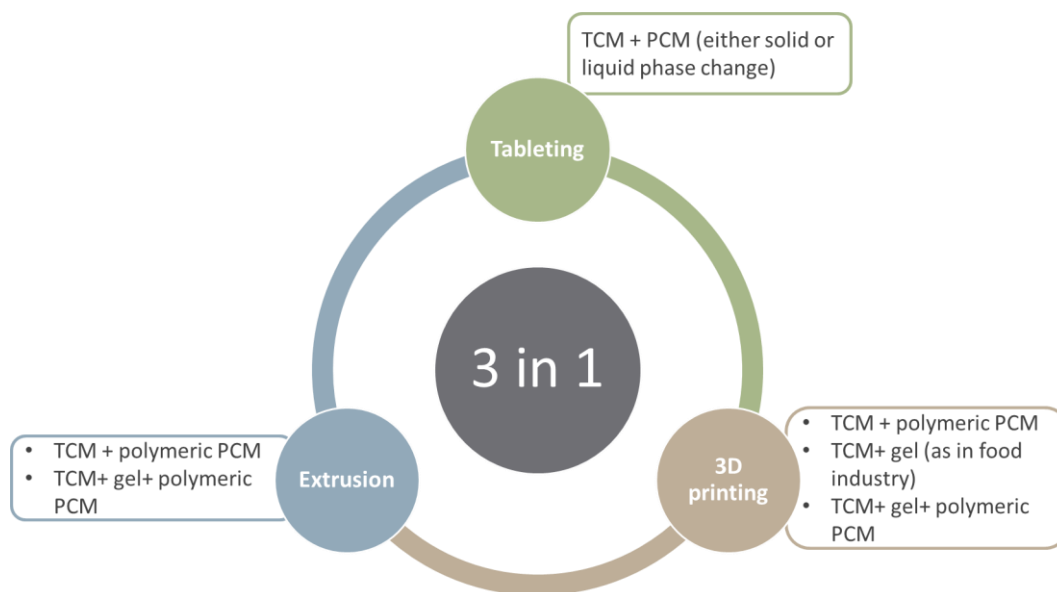 TCM + PCM (either solid or
liquid phase change)
Tableting
3 in 1
• TCM + polymeric PCM
• TCM+ gel+ polymeric
PCM
Extrusion
3D
printing
• TCM + polymeric PCM
• TCM+ gel (as in food
industry)
• TCM+ gel+ polymeric
PCM